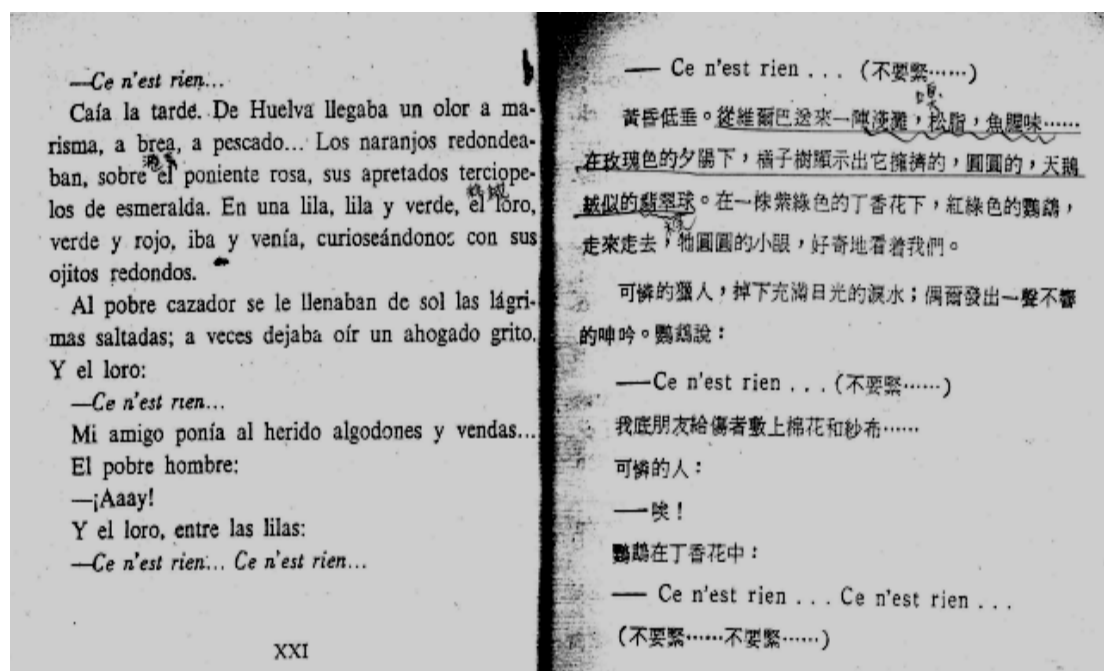 —Ce n'est rien...
Caía la tarde. De Huelva llegaba un olor a ma-
risma, a brea, a pescado... Los naranjos redondea-
ban, sobre el poniente rosa, sus apretados terciope-
los de esmeralda. En una lila, lila y verde, el loro,
verde y rojo, iba y venía, curioseándonos con sus
ojitos redondos.
Al pobre cazador se le llenaban de sol las lágri-
mas saltadas; a veces dejaba oír un ahogado grito.
Y el loro:
—Ce n'est rien...
Mi amigo ponía al herido algodones y vendas...
El pobre hombre:
—¡Aaay!
Y el loro, entre las lilas:
—Ce n'est rien... Ce n'est rien...
XXI
—— Ce n'est rien . . . (不要緊……)
黃昏低垂。從維爾巴送來一陣淺灘，松脂，魚腥味……
在玫瑰色的夕陽下，橘子樹顯示出它擁擠的，圓圓的，天鵝
絨似的翡翠球。在一株紫綠色的丁香花下，紅綠色的鸚鵡，
走來走去，牠圓圓的小眼，好奇地看着我們。
可憐的獵人，掉下充滿日光的淚水；偶爾發出一聲不響
的呻吟。鸚鵡說：
——Ce n'est rien . . . (不要緊……)
我底朋友給傷者敷上棉花和紗布……
可憐的人：
——唉！
鸚鵡在丁香花中：
—— Ce n'est rien . . . Ce n'est rien . . .
(不要緊……不要緊……)